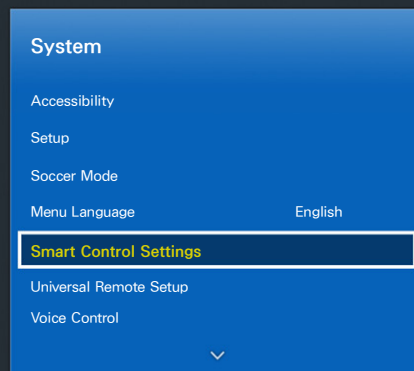 System
Accessibility
Setup
Soccer Mode
Menu Language English
Smart Control Settings
Universal Remote Setup
Voice Control